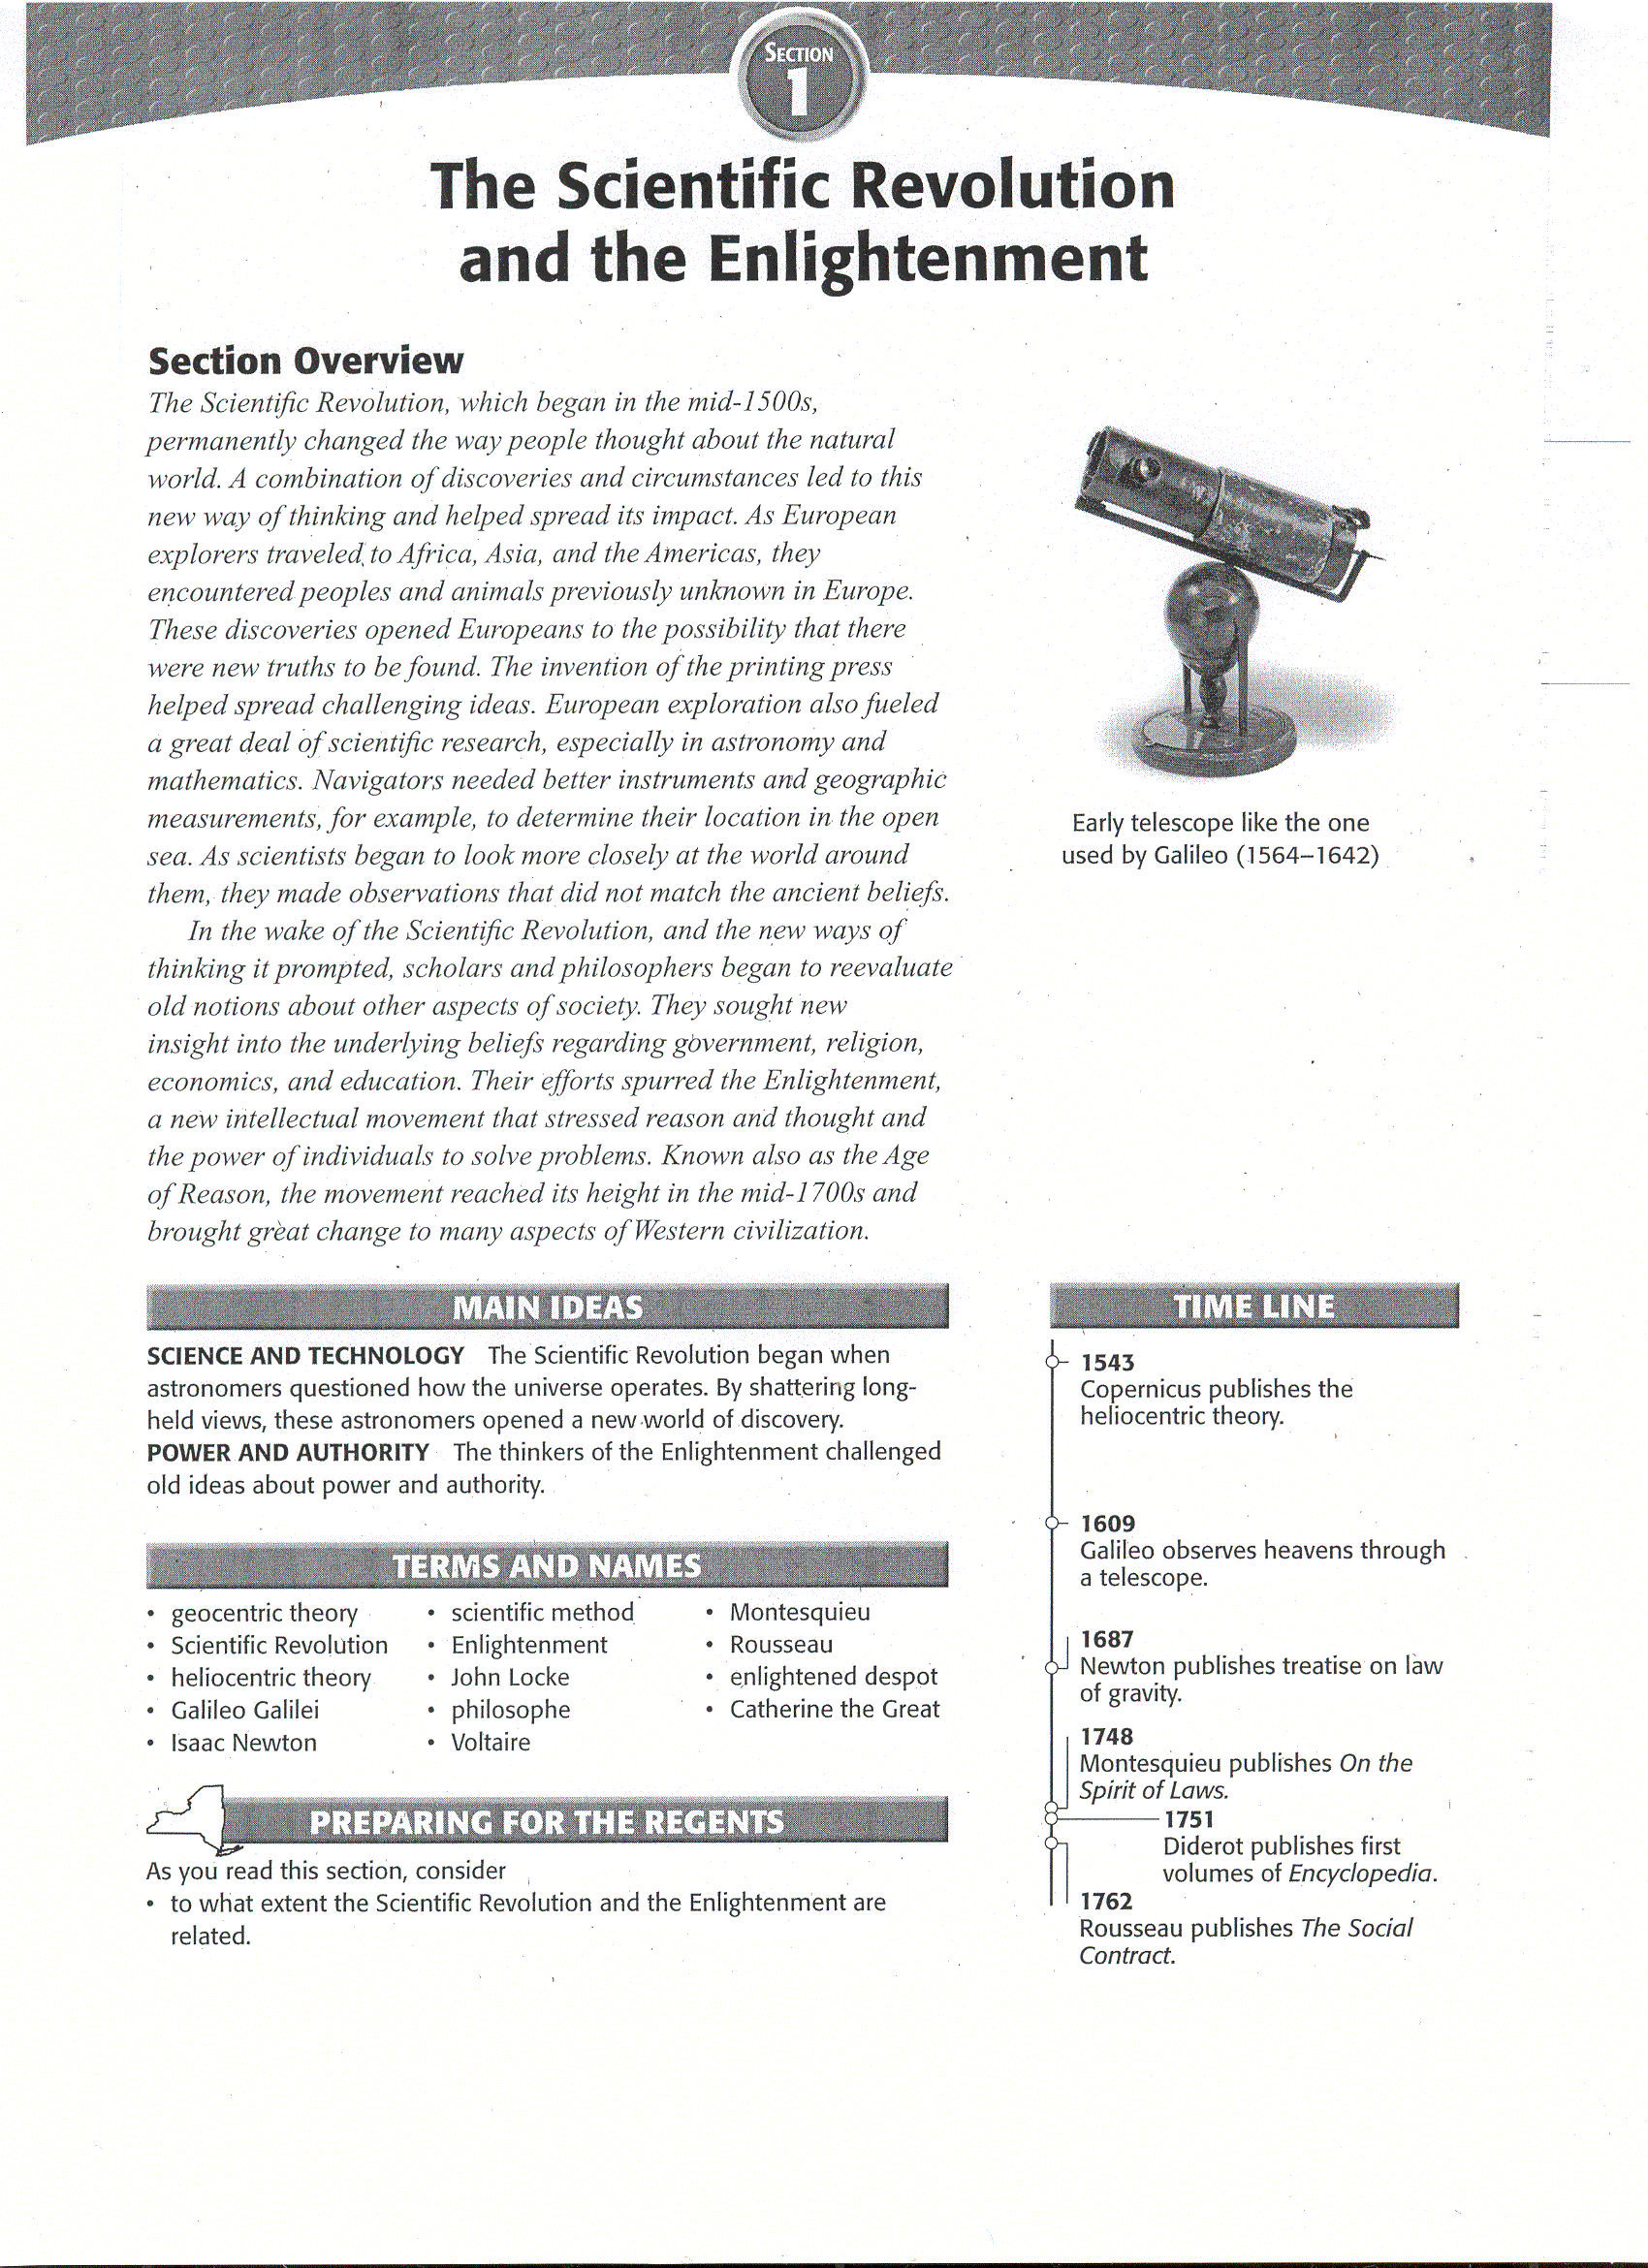 SECTION
1
The Scientific Revolution
and the Enlightenment
Section Overview
The Scientific Revolution, which began in the mid-1500s,
permanently changed the way people thought about the natural
world. A combination of discoveries and circumstances led to this
new way of thinking and helped spread its impact. As European
explorers traveled to Africa, Asia, and the Americas, they
encountered peoples and animals previously unknown in Europe.
These discoveries opened Europeans to the possibility that there
were new truths to be found. The invention of the printing press
helped spread challenging ideas. European exploration also fueled
a great deal of scientific research, especially in astronomy and
mathematics. Navigators needed better instruments and geographic
measurements, for example, to determine their location in the open
sea. As scientists began to look more closely at the world around
them, they made observations that did not match the ancient beliefs.
In the wake of the Scientific Revolution, and the new ways of
thinking it prompted, scholars and philosophers began to reevaluate
old notions about other aspects of society. They sought new
insight into the underlying beliefs regarding government, religion,
economics, and education. Their efforts spurred the Enlightenment,
a new intellectual movement that stressed reason and thought and
the power of individuals to solve problems. Known also as the Age
of Reason, the movement reached its height in the mid-1700s and
brought great change to many aspects of Western civilization.
Early telescope like the one
used by Galileo (1564–1642)
MAIN IDEAS
SCIENCE AND TECHNOLOGY The Scientific Revolution began when
astronomers questioned how the universe operates. By shattering long-
held views, these astronomers opened a new world of discovery.
POWER AND AUTHORITY The thinkers of the Enlightenment challenged
old ideas about power and authority.
TERMS AND NAMES
• geocentric theory
• Scientific Revolution
• heliocentric theory
• Galileo Galilei
• Isaac Newton
• scientific method
• Enlightenment
• John Locke
• philosophe
• Voltaire
• Montesquieu
• Rousseau
• enlightened despot
• Catherine the Great
PREPARING FOR THE REGENTS
As you read this section, consider
• to what extent the Scientific Revolution and the Enlightenment are
related.
TIME LINE
1543
Copernicus publishes the
heliocentric theory.
1609
Galileo observes heavens through
a telescope.
1687
Newton publishes treatise on law
of gravity.
1748
Montesquieu publishes On the
Spirit of Laws.
1751
Diderot publishes first
volumes of Encyclopedia.
1762
Rousseau publishes The Social
Contract.